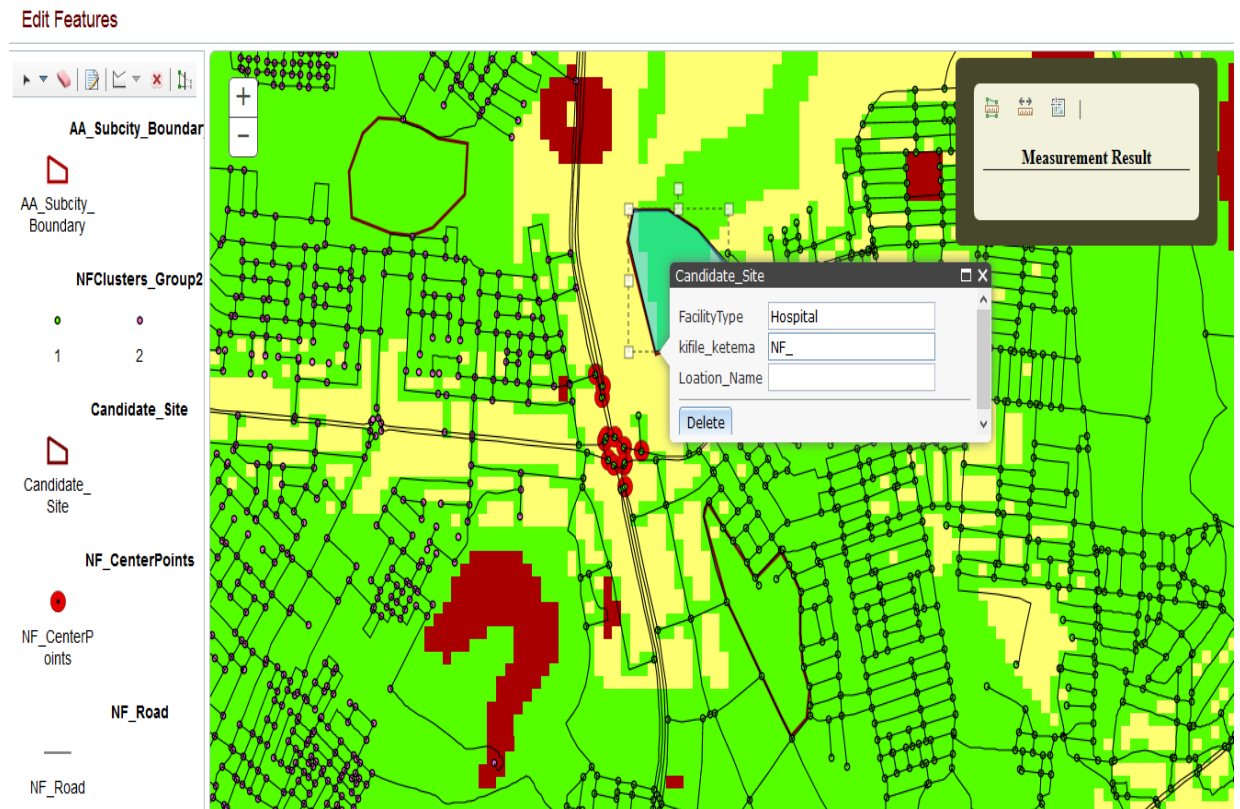 Edit Features
AA_Subcity_Boundar
AA_Subcity_
Boundary
NFClusters_Group2
1 2
Candidate_Site
Candidate_
Site
NF_CenterPoints
NF_CenterP
oints
NF_Road
NF_Road
+
−
Measurement Result
Candidate_Site
FacilityType Hospital
kifile_ketema NF_
Loation_Name
Delete